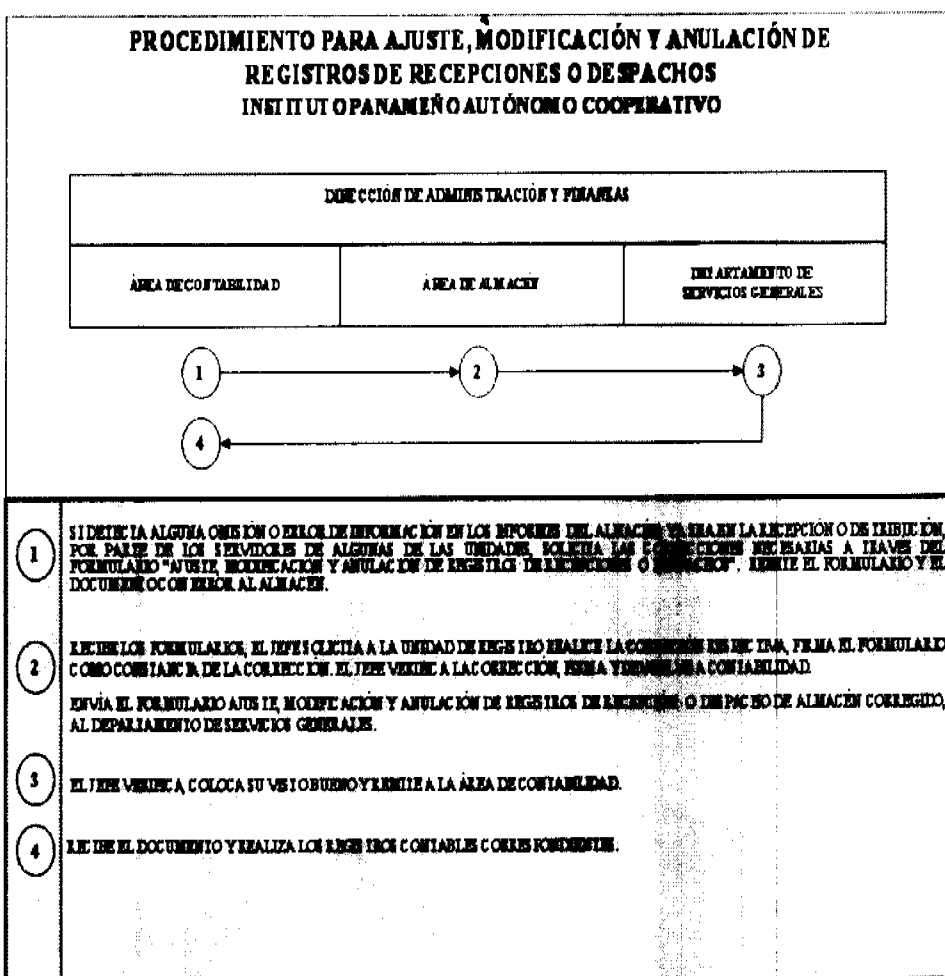 PROCEDIMIENTO PARA AJUSTE, MODIFICACIÓN Y ANULACIÓN DE
REGISTROS DE RECEPCIONES O DESPACHOS
INSTITUTO PANAMEÑO AUTÓNOMO COOPERATIVO
DIRECCIÓN DE ADMINISTRACIÓN Y FINANZAS
ÁREA DE CONTABILIDAD
ÁREA DE ALMACÉN
DEPARTAMENTO DE
SERVICIOS GENERALES
1
2
3
4
1
SI DETECTA ALGUNA OMISIÓN O ERROR DE INFORMACIÓN EN LOS INFORMES DEL ALMACÉN YA SEA EN LA RECEPCIÓN O DISTRIBUCIÓN,
POR PARTE DE LOS SERVIDORES DE ALGUNAS DE LAS UNIDADES, SOLICITA LAS CORRECCIONES NECESARIAS A TRAVÉS DEL
FORMULARIO "AJUSTE, MODIFICACIÓN Y ANULACIÓN DE REGISTROS DE RECEPCIONES O DESPACHOS", REMITE EL FORMULARIO Y EL
DOCUMENTO CON ERROR AL ALMACÉN.
2
RECIBE LOS FORMULARIOS, EL JEFE SOLICITA A LA UNIDAD DE REGISTRO REALICE LA CORRECCIÓN RESPECTIVA, FIRMA EL FORMULARIO
COMO CONSTANCIA DE LA CORRECCIÓN. EL JEFE VERIFICA LA CORRECCIÓN, FIRMA Y A CONTABILIDAD.
ENVÍA EL FORMULARIO AJUSTE, MODIFICACIÓN Y ANULACIÓN DE REGISTROS DE RECEPCIÓN O DESPACHO DE ALMACÉN CORREGIDO,
AL DEPARTAMENTO DE SERVICIOS GENERALES.
3
EL JEFE VERIFICA, COLOCA SU VISTO BUENO Y REMITE A LA ÁREA DE CONTABILIDAD.
4
RECIBE EL DOCUMENTO Y REALIZA LOS REGISTROS CONTABLES CORRESPONDIENTES.